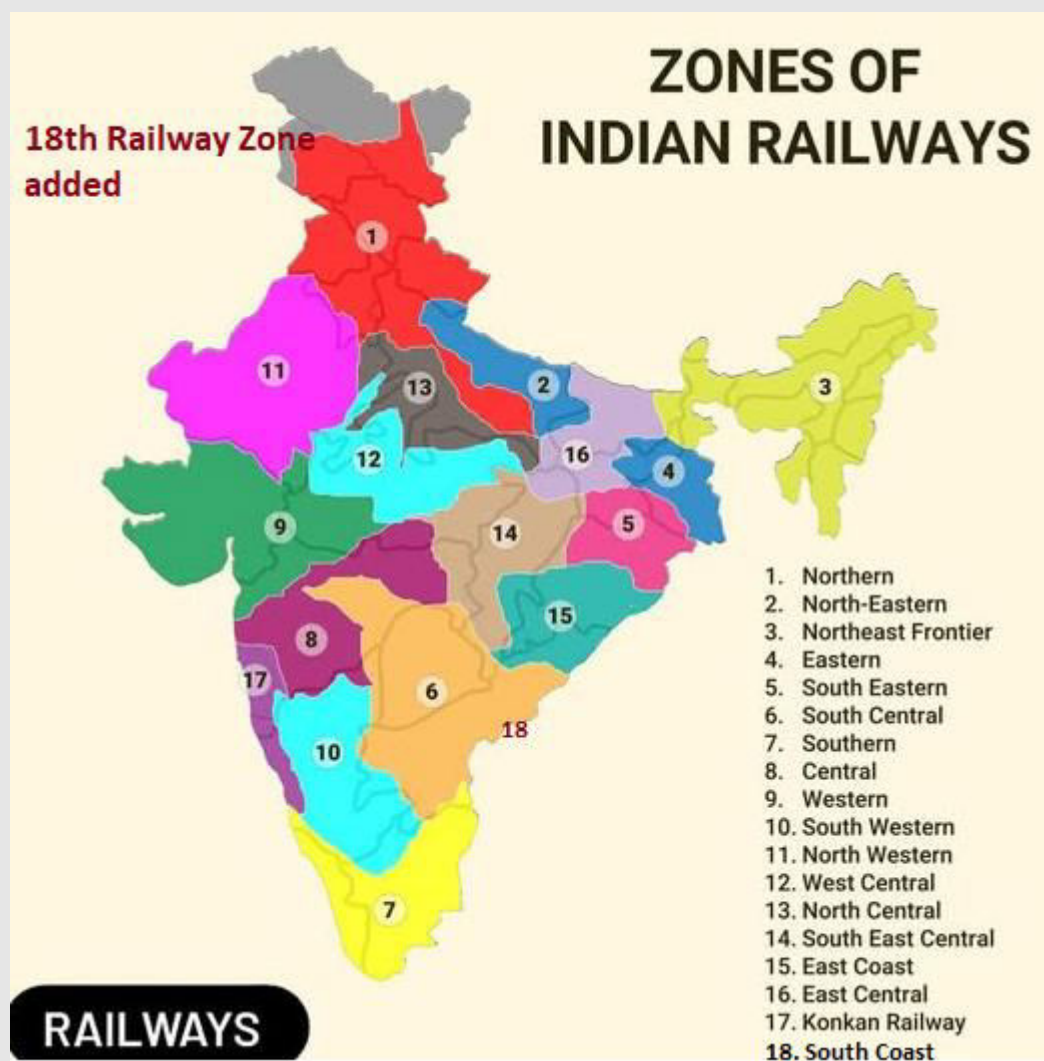 ZONES OF
INDIAN RAILWAYS
18th Railway Zone
added
1
11
13
2
3
12
16
4
9
14
5
15
8
17
6
18
10
7
1. Northern
2. North-Eastern
3. Northeast Frontier
4. Eastern
5. South Eastern
6. South Central
7. Southern
8. Central
9. Western
10. South Western
11. North Western
12. West Central
13. North Central
14. South East Central
15. East Coast
16. East Central
17. Konkan Railway
18. South Coast
RAILWAYS